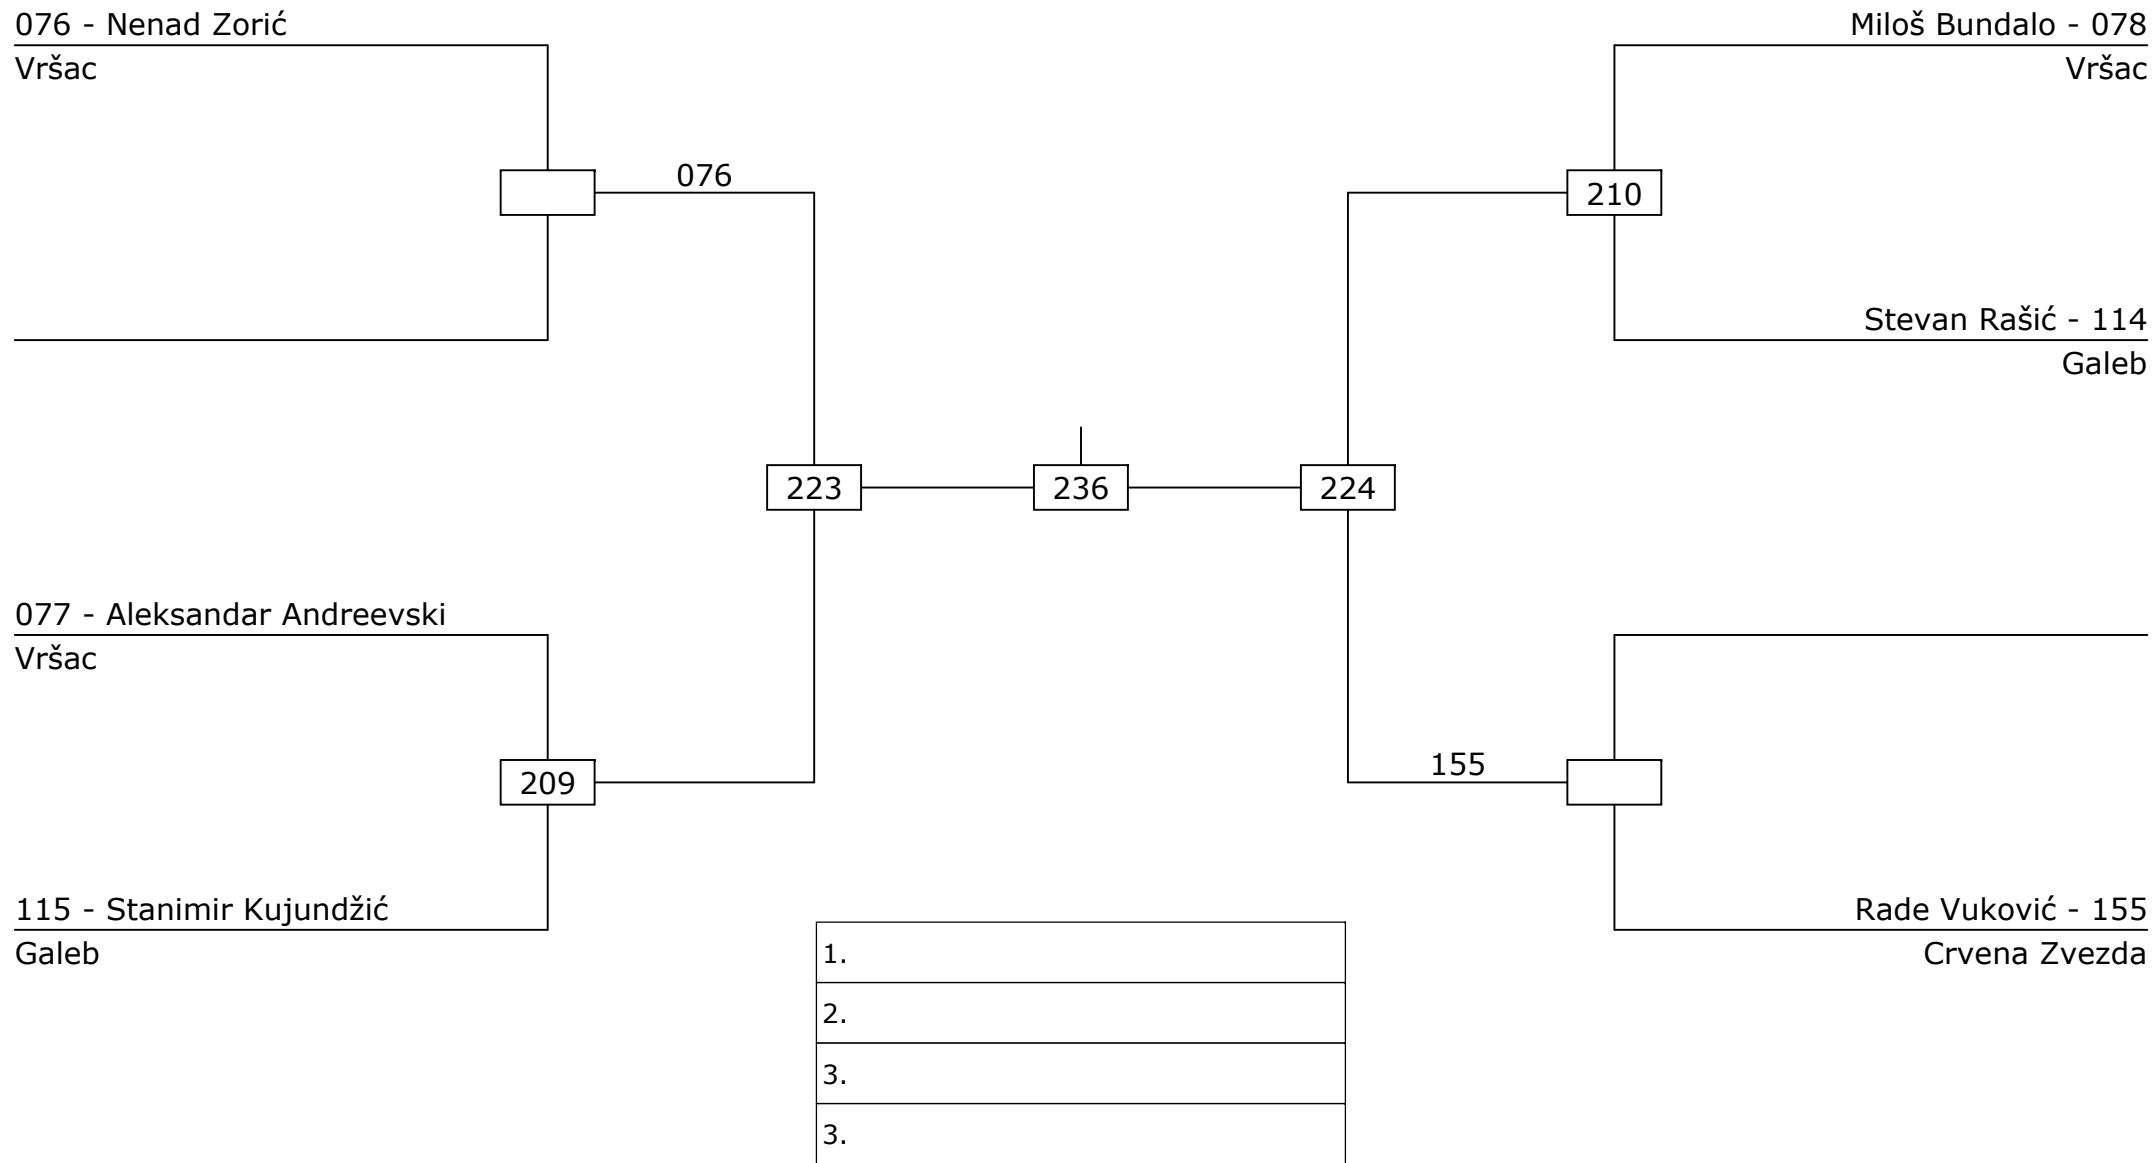 076 - Nenad Zorić
Vršac
076
077 - Aleksandar Andreevski
Vršac
209
115 - Stanimir Kujundžić
Galeb
223
236
224
Miloš Bundalo - 078
Vršac
210
Stevan Rašić - 114
Galeb
155
Rade Vuković - 155
Crvena Zvezda
1.
2.
3.
3.